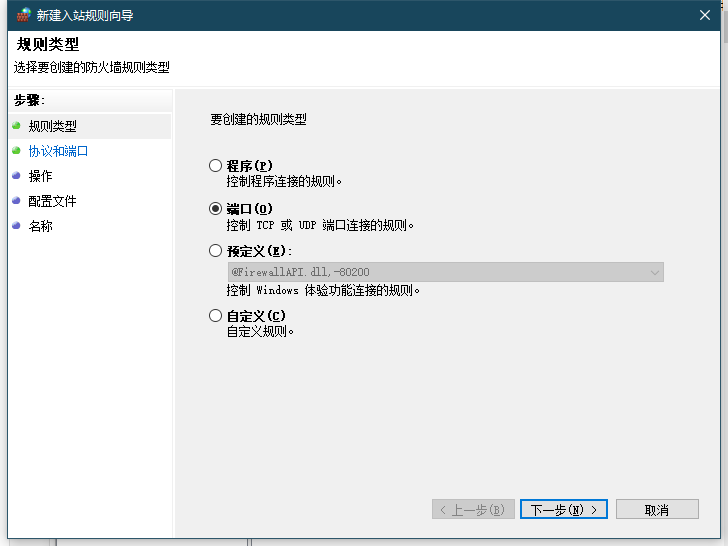 新建入站规则向导
规则类型
选择要创建的防火墙规则类型
步骤:
规则类型
协议和端口
操作
配置文件
名称
要创建的规则类型
程序(P)
控制程序连接的规则。
端口(O)
控制 TCP 或 UDP 端口连接的规则。
预定义(E):
@FirewallAPI.dll,-80200
控制 Windows 体验功能连接的规则。
自定义(C)
自定义规则。
< 上一步(B)
下一步(N) >
取消